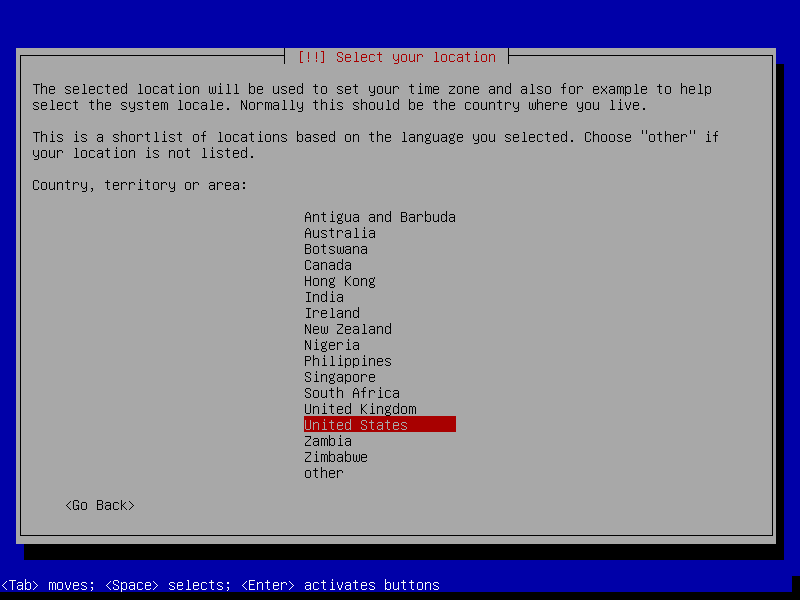 [!!] Select your location
The selected location will be used to set your time zone and also for example to help
select the system locale. Normally this should be the country where you live.
This is a shortlist of locations based on the language you selected. Choose "other" if
your location is not listed.
Country, territory or area:
Antigua and Barbuda
Australia
Botswana
Canada
Hong Kong
India
Ireland
New Zealand
Nigeria
Philippines
Singapore
South Africa
United Kingdom
United States
Zambia
Zimbabwe
other
<Go Back>
<Tab> moves; <Space> selects; <Enter> activates buttons